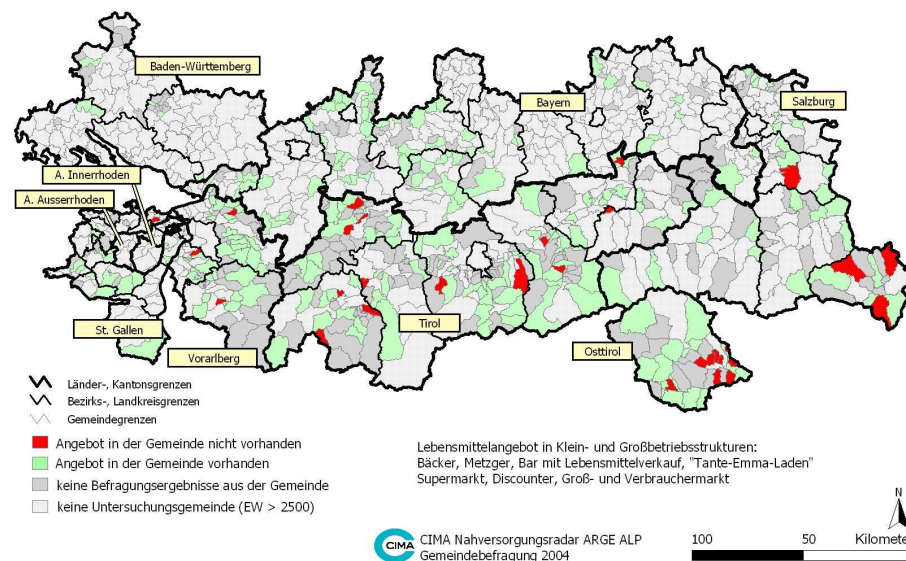 Baden-Württemberg
Bayern
Salzburg
A. Innerrhoden
A. Ausserrhoden
St. Gallen
Vorarlberg
Tirol
Osttirol
Länder-, Kantonsgrenzen
Bezirks-, Landkreisgrenzen
Gemeindegrenzen
Angebot in der Gemeinde nicht vorhanden
Angebot in der Gemeinde vorhanden
keine Befragungsergebnisse aus der Gemeinde
keine Untersuchungsgemeinde (EW > 2500)
Lebensmittelangebot in Klein- und Großbetriebsstrukturen:
Bäcker, Metzger, Bar mit Lebensmittelverkauf, "Tante-Emma-Laden"
Supermarkt, Discounter, Groß- und Verbrauchermarkt
CIMA
CIMA Nahversorgungsradar ARGE ALP
Gemeindebefragung 2004
N
100 50 Kilomete